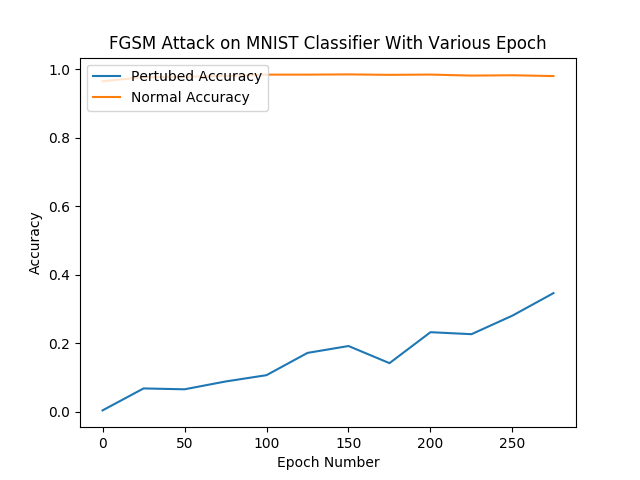 FGSM Attack on MNIST Classifier With Various Epoch
Pertubed Accuracy
Normal Accuracy
1.0
0.8
0.6
0.4
0.2
0.0
Accuracy
0 50 100 150 200 250
Epoch Number